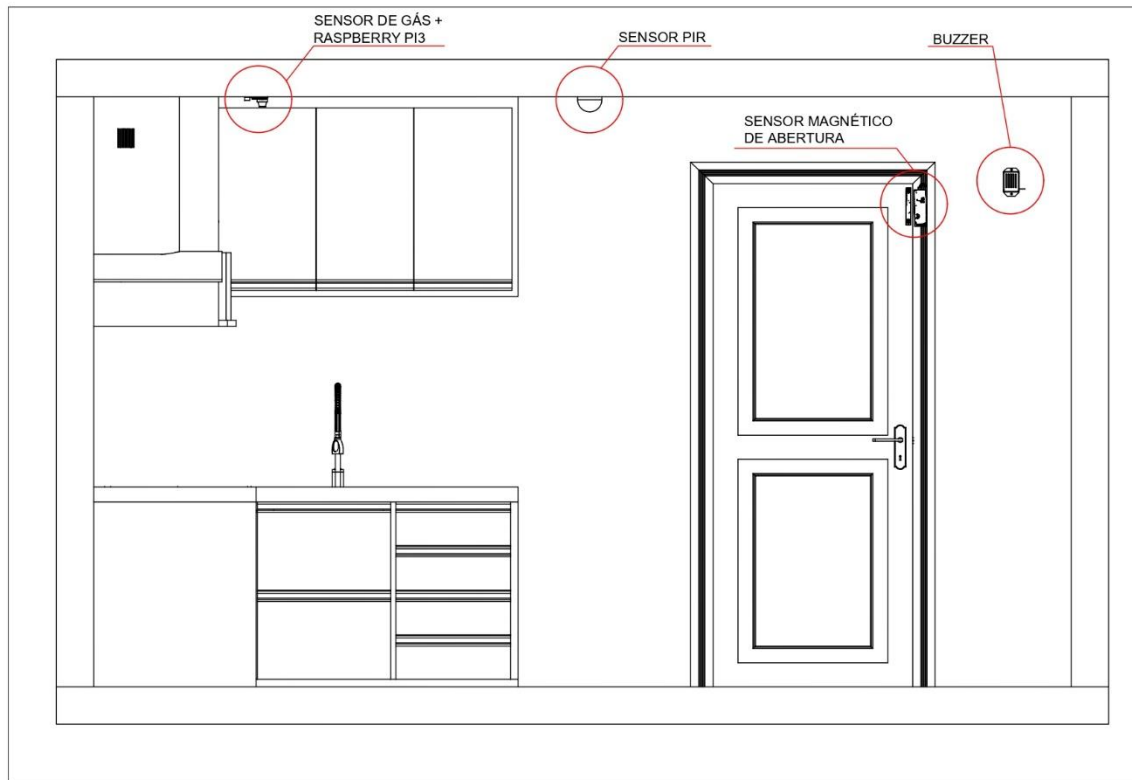 SENSOR DE GÁS +
RASPBERRY PI3
SENSOR PIR
BUZZER
SENSOR MAGNÉTICO
DE ABERTURA